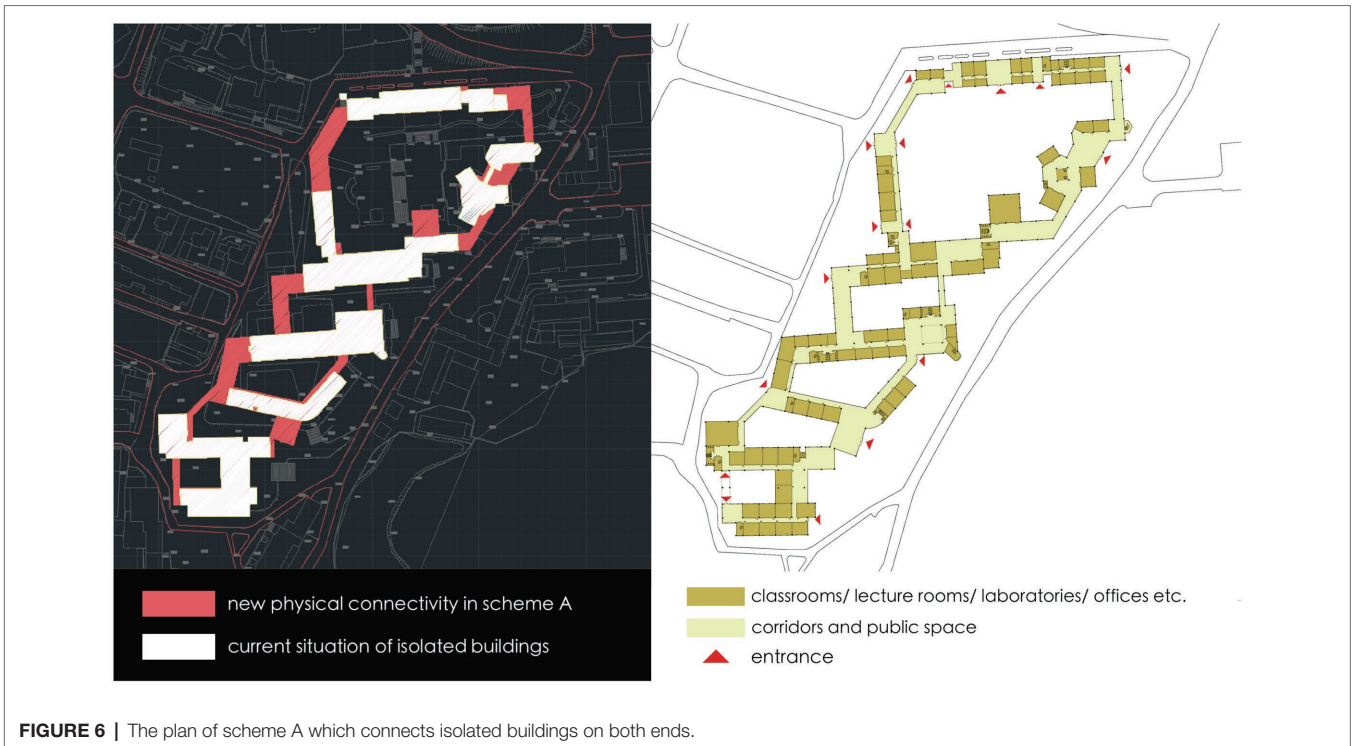 new physical connectivity in scheme A
current situation of isolated buildings
classrooms/ lecture rooms/ laboratories/ offices etc.
corridors and public space
entrance
FIGURE 6 | The plan of scheme A which connects isolated buildings on both ends.